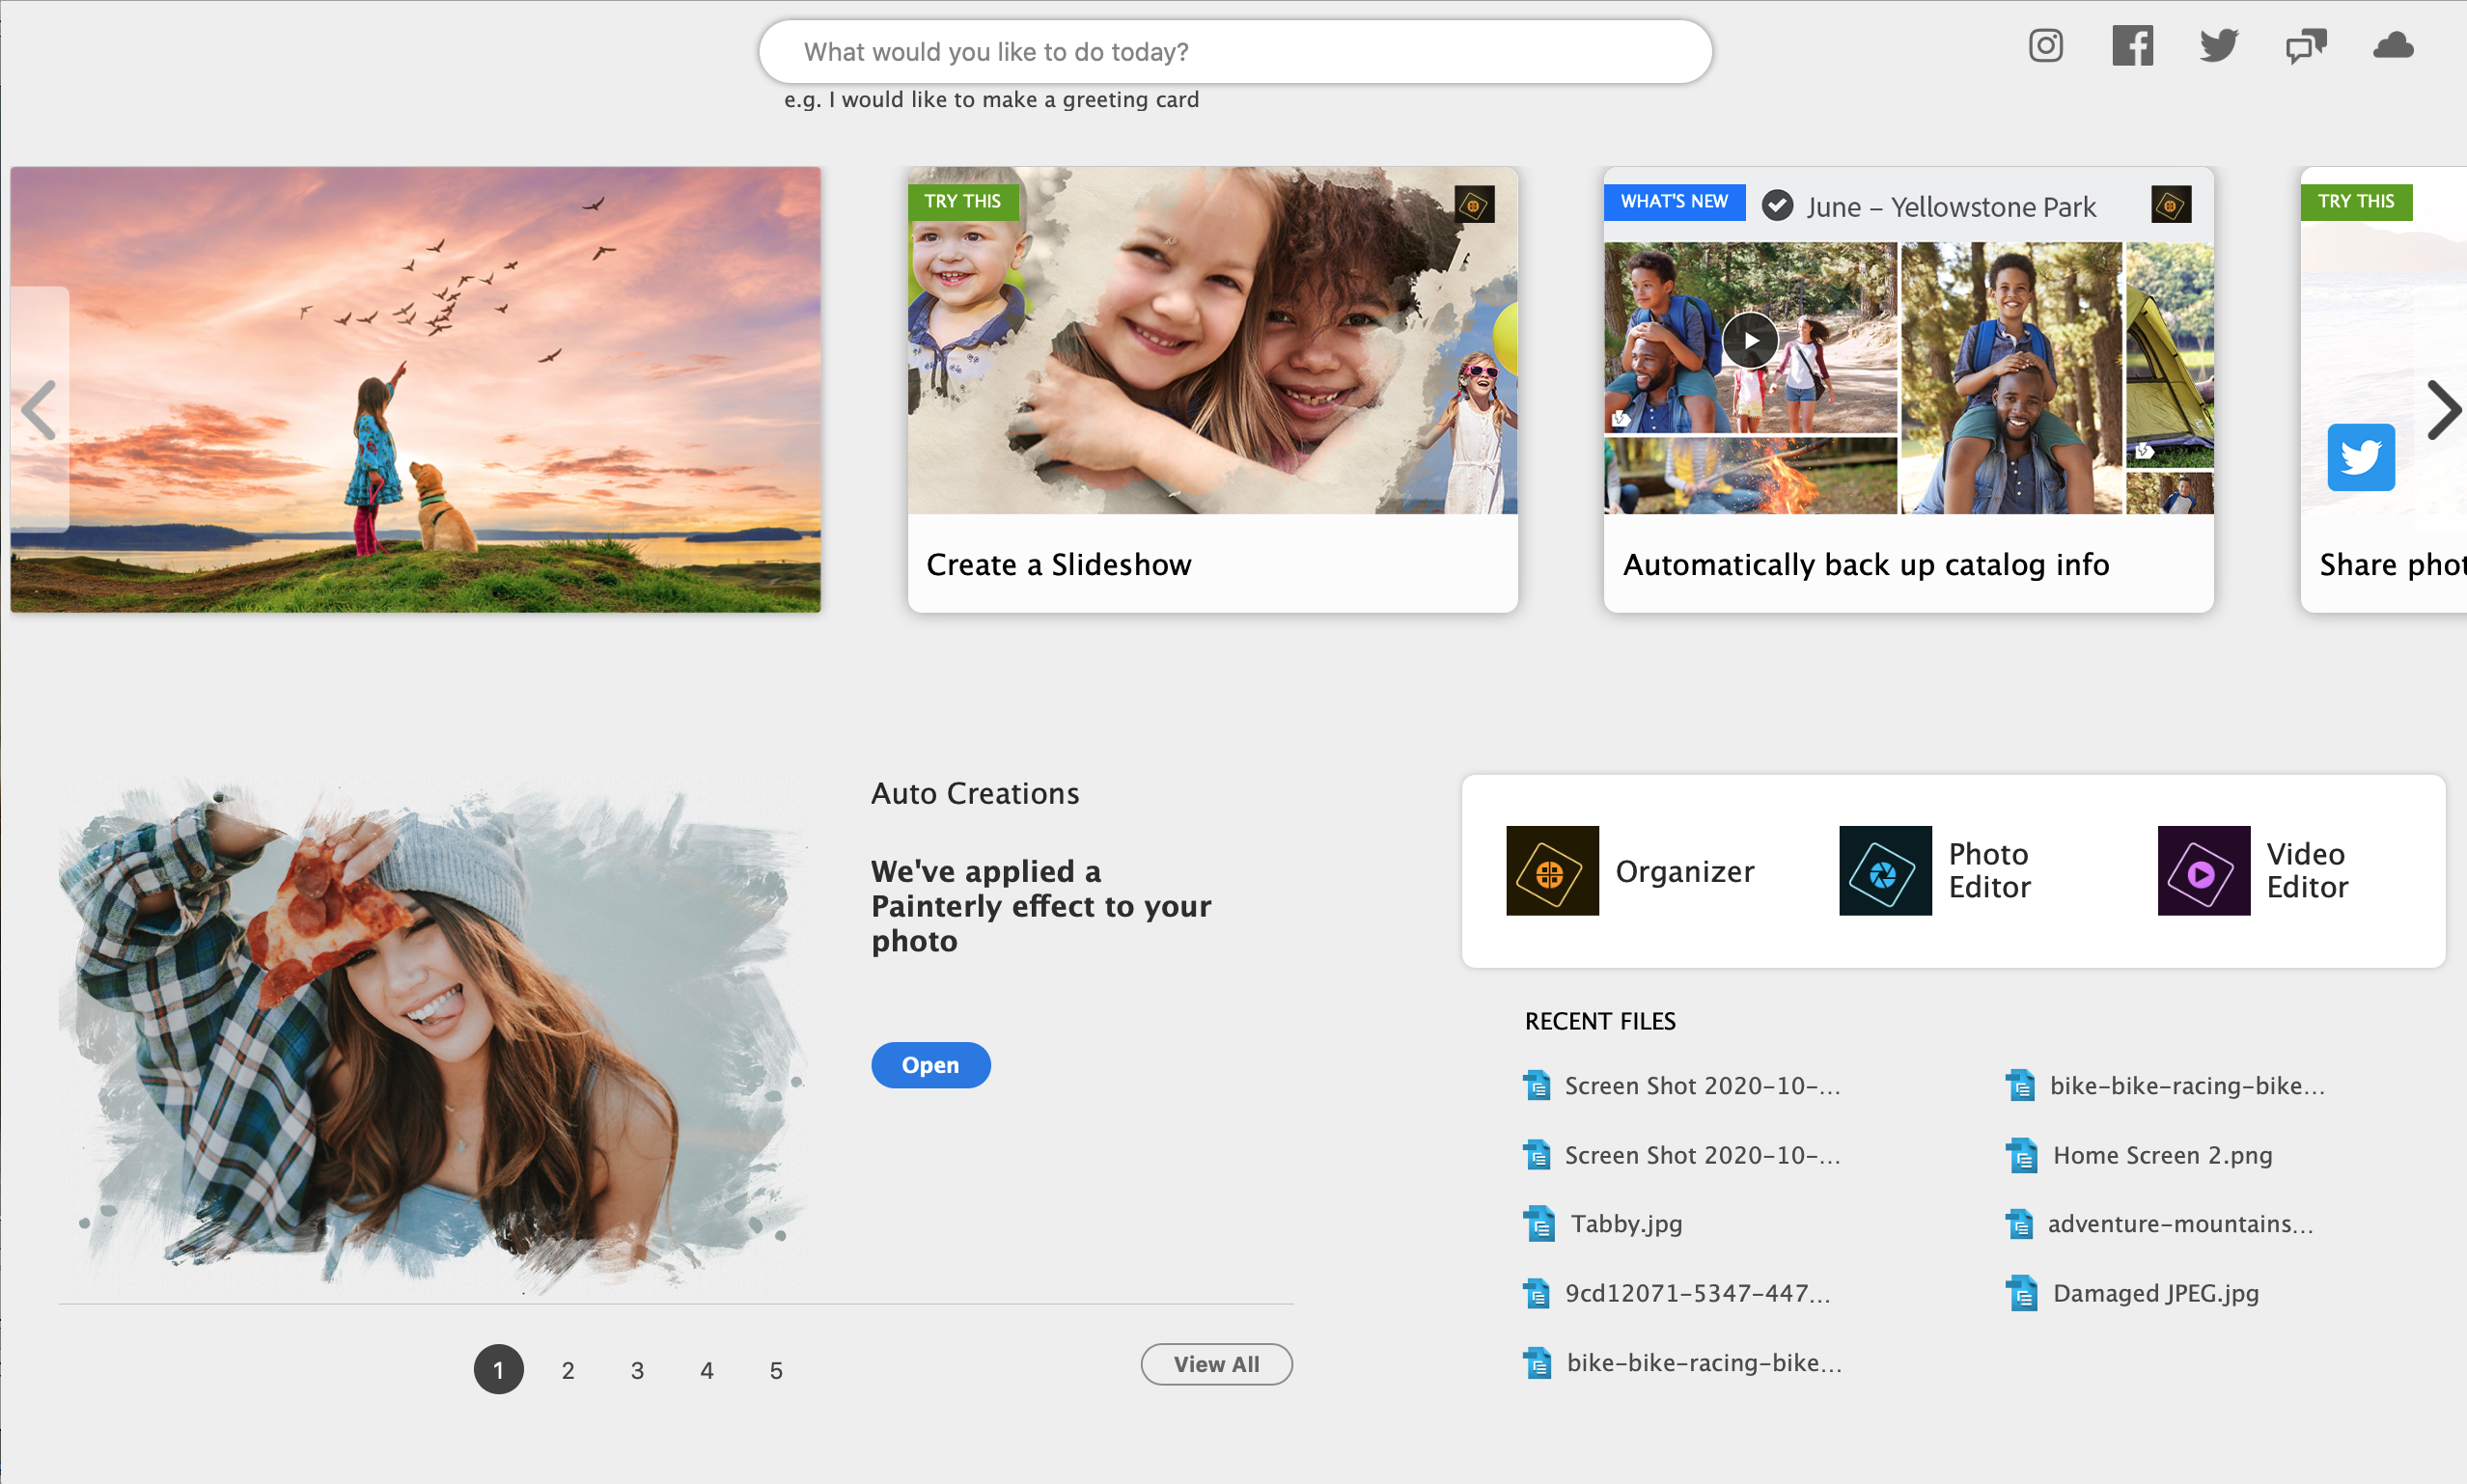 What would you like to do today?
e.g. I would like to make a greeting card
TRY THIS
Create a Slideshow
WHAT'S NEW
June – Yellowstone Park
Automatically back up catalog info
TRY THIS
Share phot
Auto Creations
We've applied a
Painterly effect to your
photo
Open
1 2 3 4 5
View All
Organizer
Photo
Editor
Video
Editor
RECENT FILES
Screen Shot 2020-10-...
bike-bike-racing-bike...
Screen Shot 2020-10-...
Home Screen 2.png
Tabby.jpg
adventure-mountains...
9cd12071-5347-447...
Damaged JPEG.jpg
bike-bike-racing-bike...